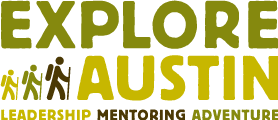 EXPLORE
AUSTIN
LEADERSHIP MENTORING ADVENTURE